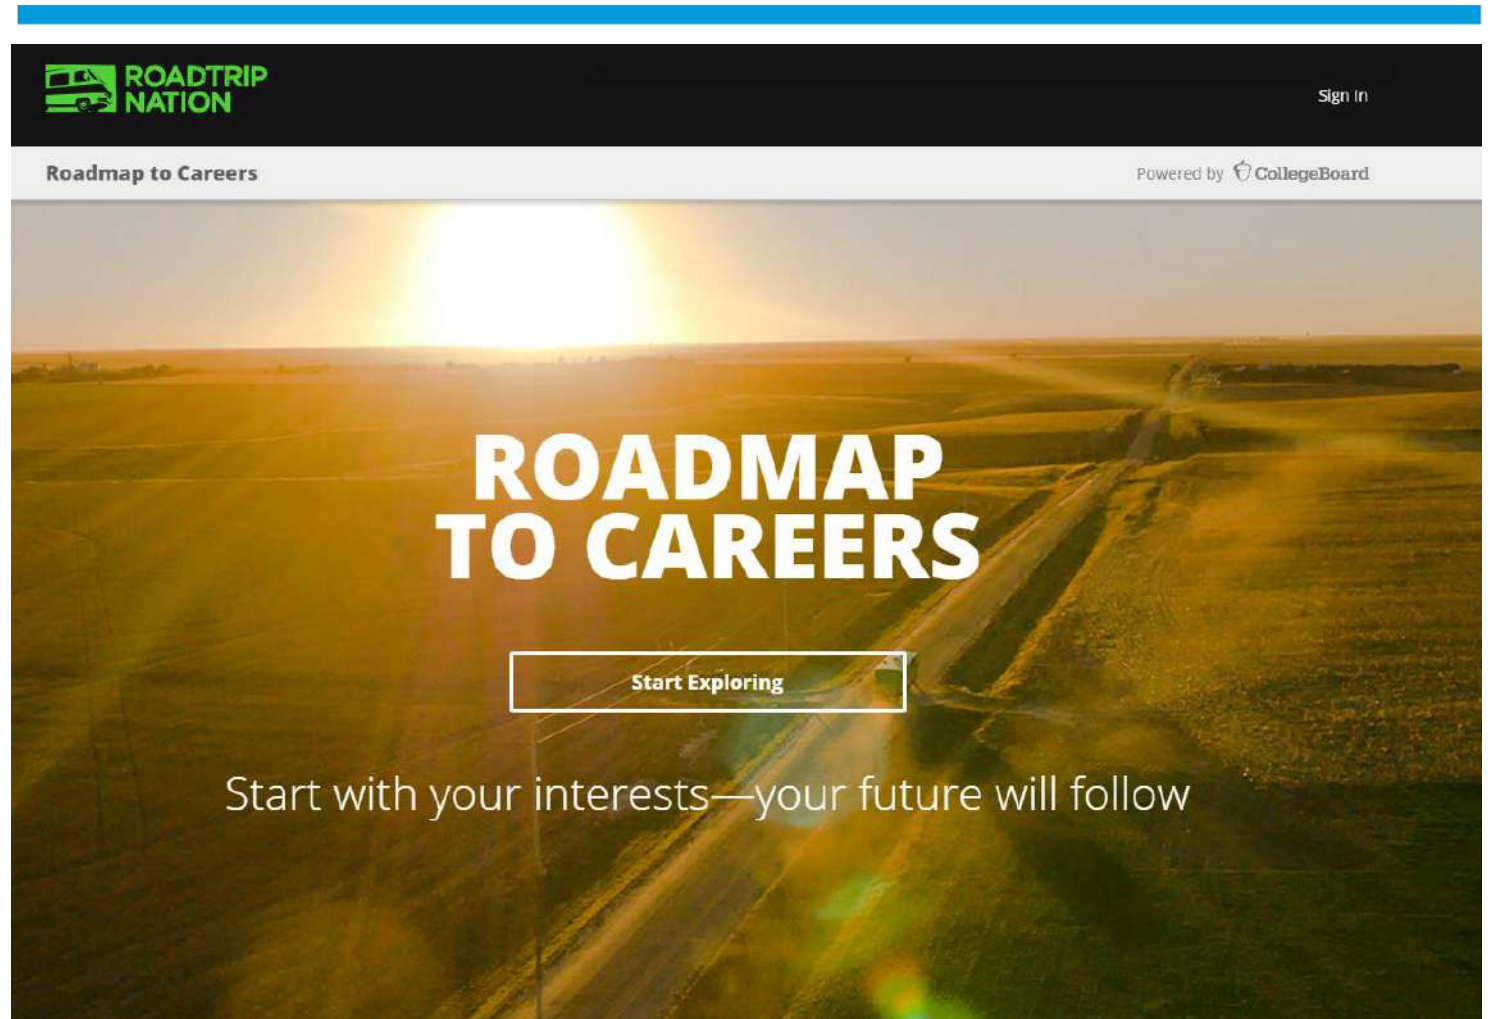 ROADTRIP
NATION
Sign In
Roadmap to Careers
Powered by CollegeBoard
ROADMAP
TO CAREERS
Start Exploring
Start with your interests—your future will follow